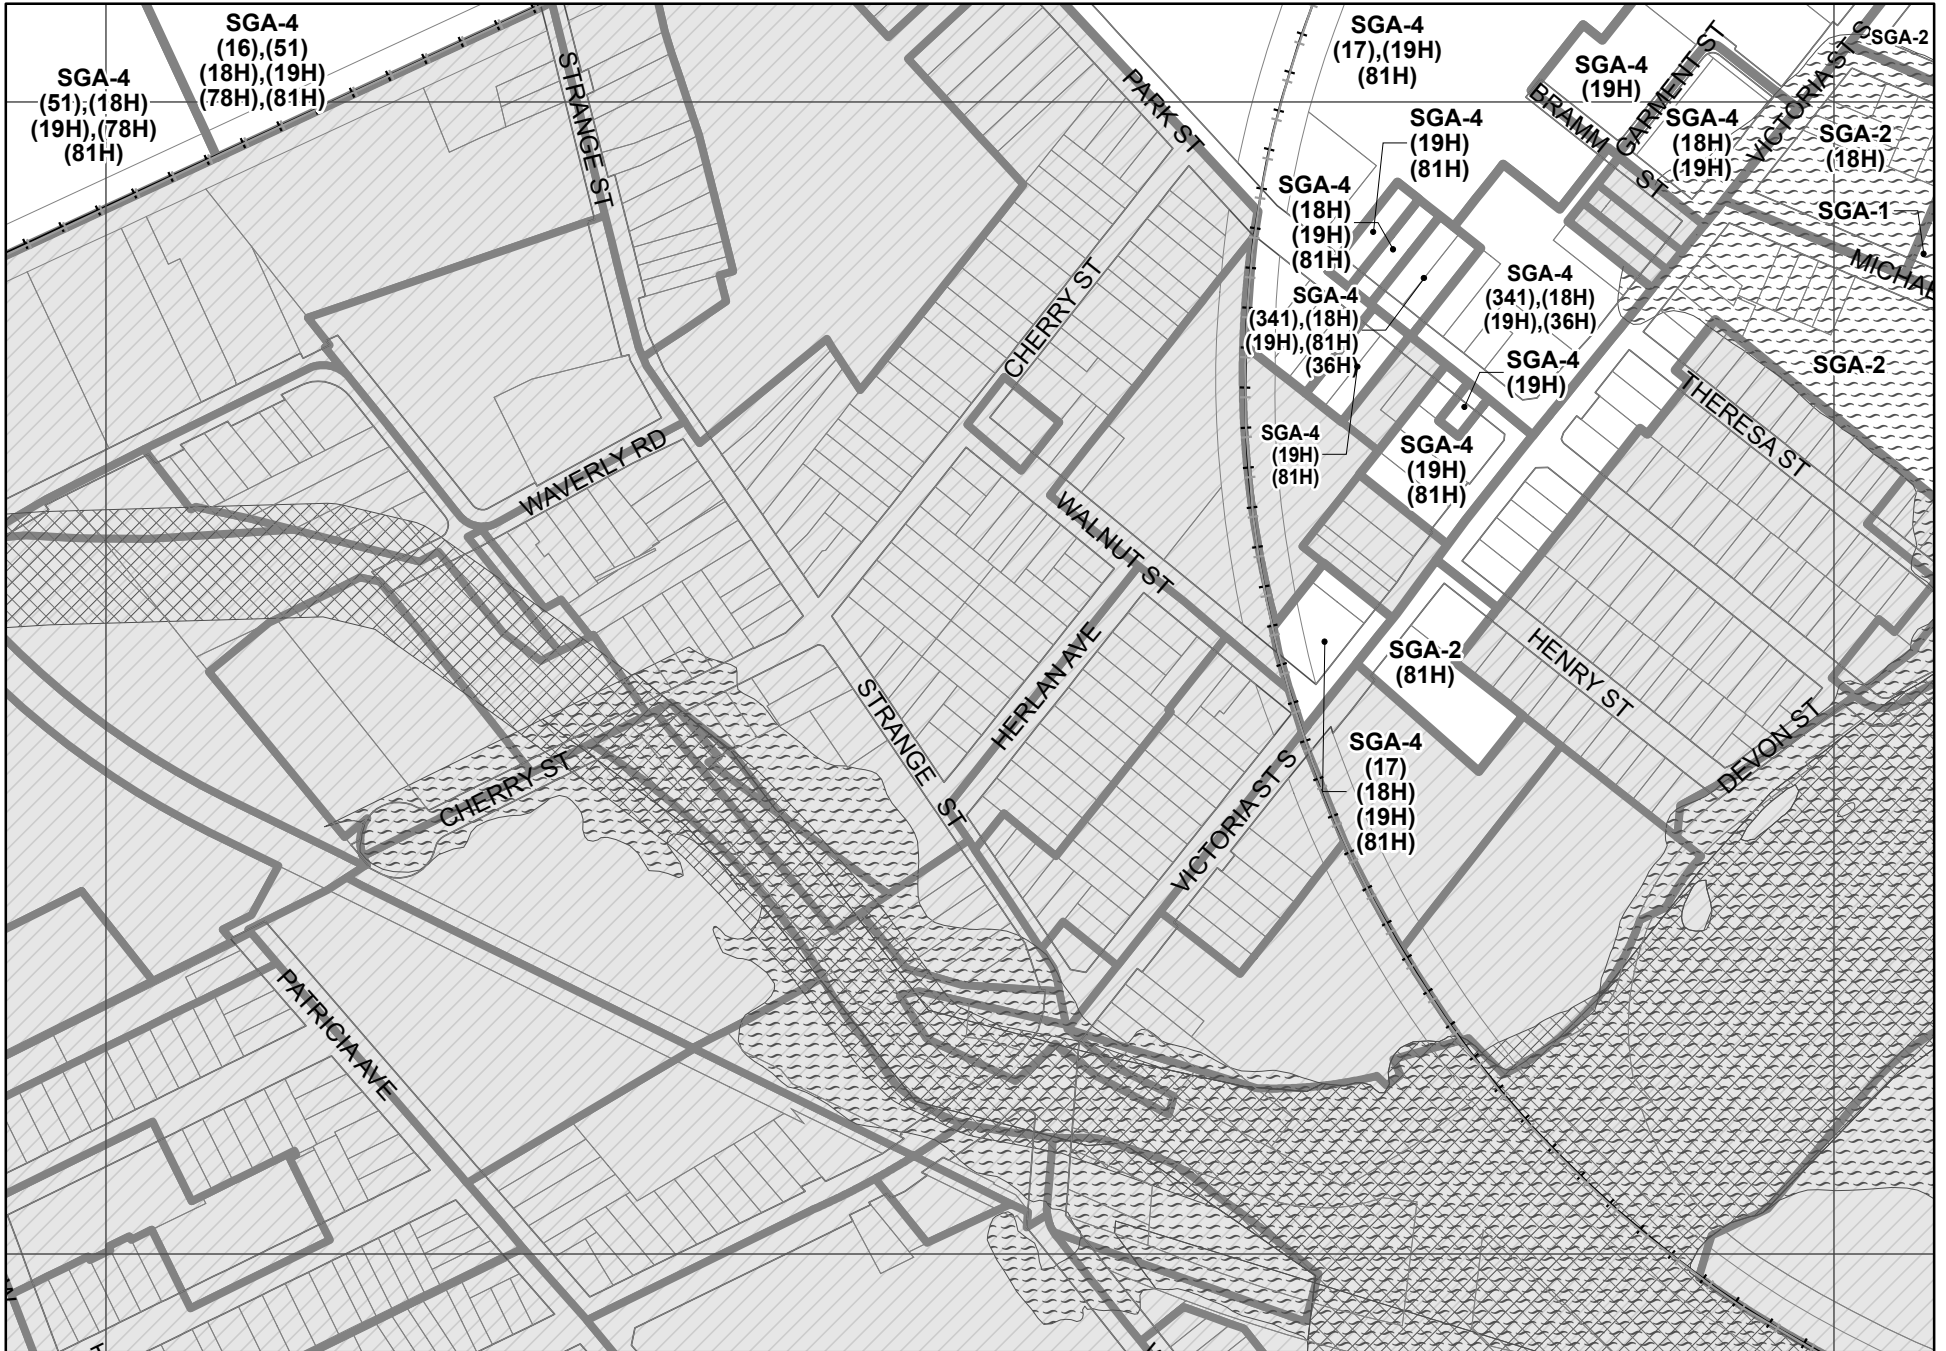 SGA-4
(51),(18H)
(19H),(78H)
(81H)
SGA-4
(16),(51)
(18H),(19H)
(78H),(81H)
STRANGE ST
PARK ST
SGA-4
(17),(19H)
(81H)
SGA-4
(19H)
BRAMM ST
GARMENT ST
SGA-4
(18H)
(19H)
VICTORIA ST S
SGA-2
SGA-2
(18H)
SGA-1
MICHAE
SGA-4
(19H)
(81H)
SGA-4
(18H)
(19H)
(81H)
SGA-4
(341),(18H)
(19H),(81H)
(36H)
SGA-4
(341),(18H)
(19H),(36H)
SGA-4
(19H)
SGA-2
CHERRY ST
THERESA ST
SGA-4
(19H)
(81H)
SGA-4
(19H)
(81H)
WAVERLY RD
WALNUT ST
HERLAN AVE
SGA-2
(81H)
HENRY ST
STRANGE ST
DEVON ST
CHERRY ST
VICTORIA ST S
SGA-4
(17)
(18H)
(19H)
(81H)
PATRICIA AVE